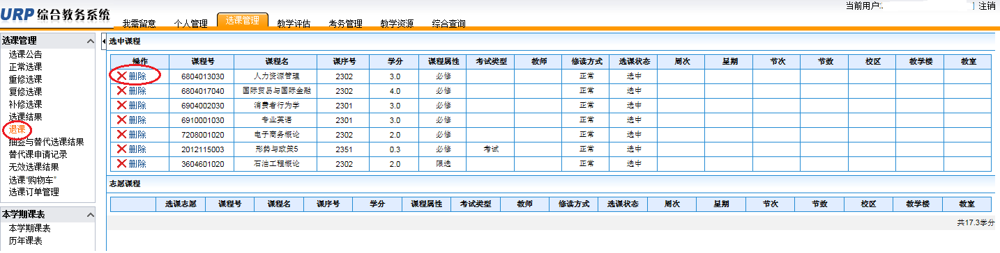 当前用户: ] 注销
URP 综合教务系统
我需留意 个人管理 选课管理 教学评估 考务管理 教学资源 综合查询
选课管理
选课公告
正常选课
重修选课
复修选课
补修选课
选课结果
退课
抽签与替代选课结果
替代课申请记录
无效选课结果
选课“购物车”
选课订单管理
本学期课表
本学期课表
历年课表
选中课程
操作 课程号 课程名 课序号 学分 课程属性 考试类型 教师 修读方式 选课状态 周次 星期 节次 节数 校区 教学楼 教室
删除 6804013030 人力资源管理 2302 3.0 必修 正常 选中
删除 6804017040 国际贸易与国际金融 2302 4.0 必修 正常 选中
删除 6904002030 消费者行为学 2301 3.0 必修 正常 选中
删除 6910001030 专业英语 2301 3.0 必修 正常 选中
删除 7208001020 电子商务概论 2302 2.0 必修 正常 选中
删除 2012115003 形势与政策5 2351 0.3 必修 考试 正常 选中
删除 3604601020 石油工程概论 2302 2.0 限选 正常 选中
志愿课程
选课志愿 课程号 课程名 课序号 学分 课程属性 考试类型 教师 修读方式 选课状态 周次 星期 节次 节数 校区 教学楼 教室
共17.3学分